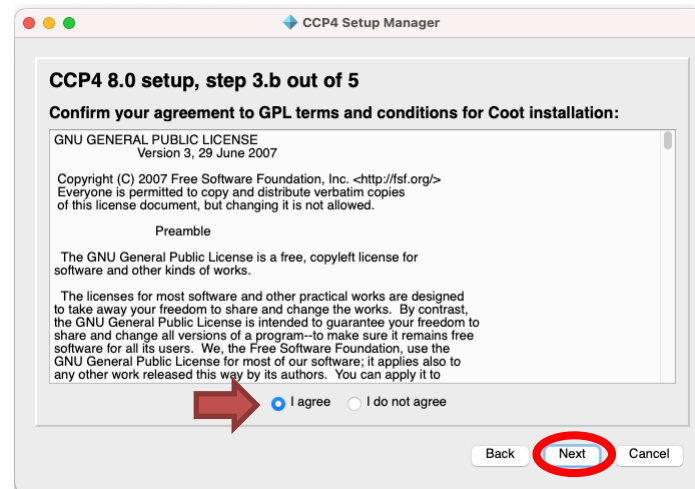 CCP4 Setup Manager
CCP4 8.0 setup, step 3.b out of 5
Confirm your agreement to GPL terms and conditions for Coot installation:
GNU GENERAL PUBLIC LICENSE
Version 3, 29 June 2007
Copyright (C) 2007 Free Software Foundation, Inc. <http://fsf.org/>
Everyone is permitted to copy and distribute verbatim copies
of this license document, but changing it is not allowed.
Preamble
The GNU General Public License is a free, copyleft license for
software and other kinds of works.
The licenses for most software and other practical works are designed
to take away your freedom to share and change the works.  By contrast,
the GNU General Public License is intended to guarantee your freedom to
share and change all versions of a program--to make sure it remains free
software for all its users.  We, the Free Software Foundation, use the
GNU General Public License for most of our software; it applies also to
any other work released this way by its authors.  You can apply it to
I agree I do not agree
Back Next Cancel